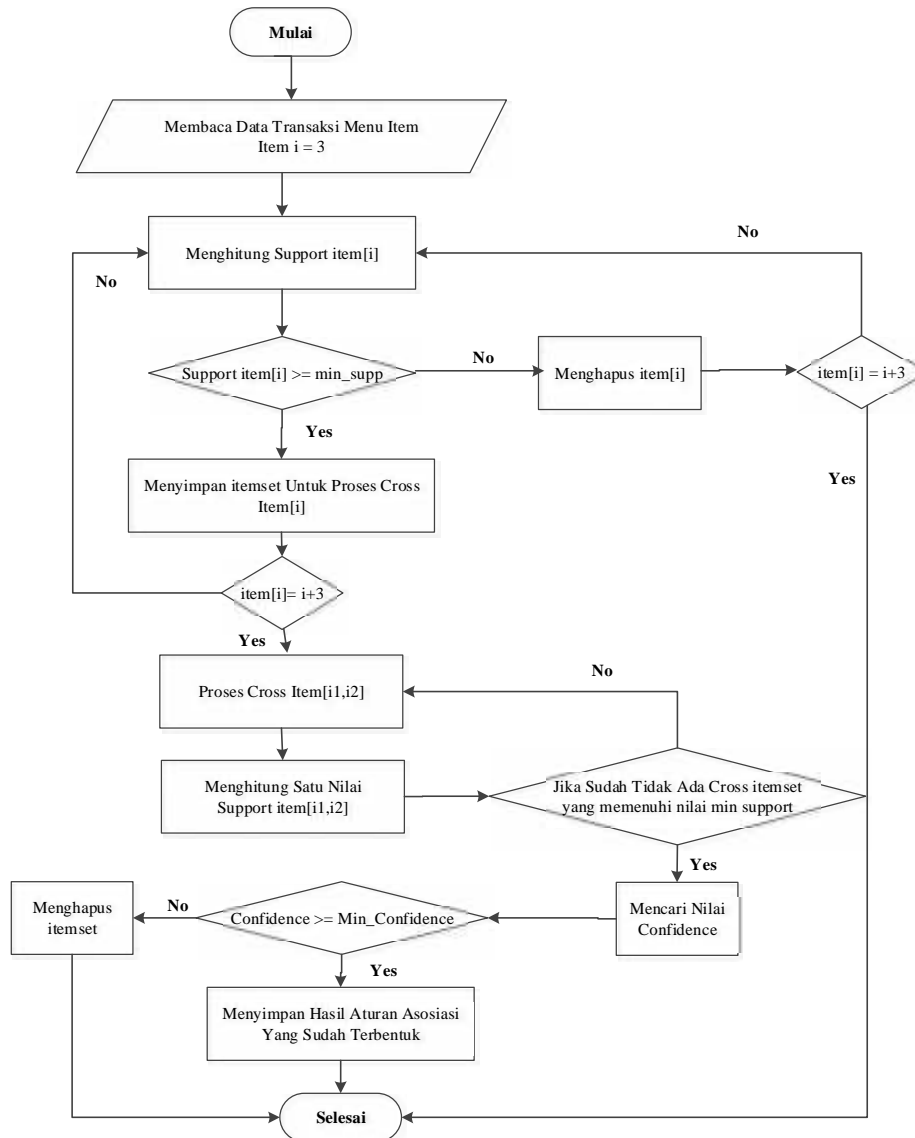 Mulai
Membaca Data Transaksi Menu Item
Item i = 3
Menghitung Support item[i]
No
No
Support item[i] >= min_supp
No
Menghapus item[i]
item[i] = i+3
Yes
Yes
Menyimpan itemset Untuk Proses Cross
Item[i]
item[i]= i+3
Yes
Proses Cross Item[i1,i2]
No
Menghitung Satu Nilai
Support item[i1,i2]
Jika Sudah Tidak Ada Cross itemset
yang memenuhi nilai min support
Yes
Mencari Nilai
Confidence
Confidence >= Min_Confidence
No
Menghapus
itemset
Yes
Menyimpan Hasil Aturan Asosiasi
Yang Sudah Terbentuk
Selesai